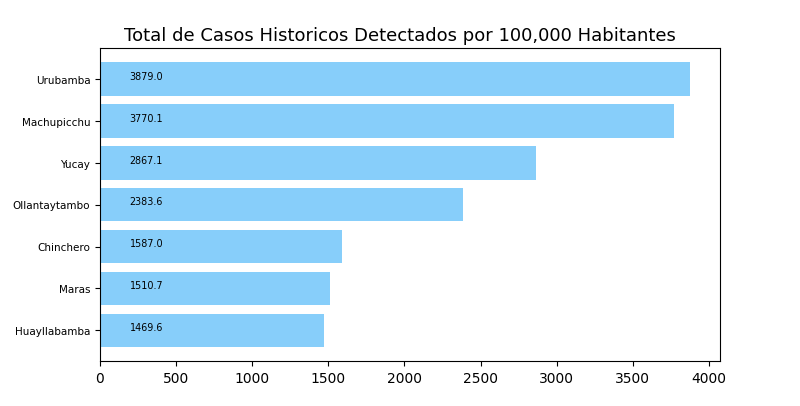 Total de Casos Historicos Detectados por 100,000 Habitantes
Urubamba 3879.0
Machupicchu 3770.1
Yucay 2867.1
Ollantaytambo 2383.6
Chinchero 1587.0
Maras 1510.7
Huayllabamba 1469.6
0 500 1000 1500 2000 2500 3000 3500 4000